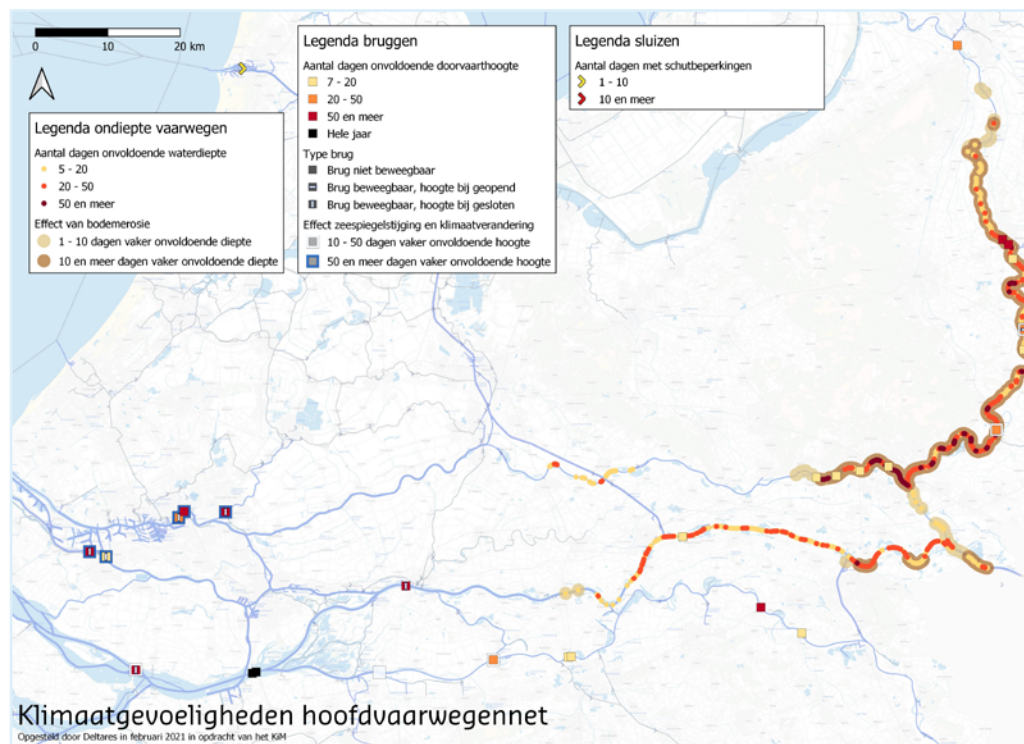 0 10 20 km
Legenda ondiepte vaarwegen
Aantal dagen onvoldoende waterdiepte
5 - 20
20 - 50
50 en meer
Effect van bodemerosie
1 - 10 dagen vaker onvoldoende diepte
10 en meer dagen vaker onvoldoende diepte
Legenda bruggen
Aantal dagen onvoldoende doorvaarthoogte
7 - 20
20 - 50
50 en meer
Hele jaar
Type brug
Brug niet beweegbaar
Brug beweegbaar, hoogte bij geopend
Brug beweegbaar, hoogte bij gesloten
Effect zeespiegelstijging en klimaatverandering
10 - 50 dagen vaker onvoldoende hoogte
50 en meer dagen vaker onvoldoende hoogte
Legenda sluizen
Aantal dagen met schutbeperkingen
1 - 10
10 en meer
Klimaatgevoeligheden hoofdvaarwegennet
Opgesteld door Deltares in februari 2021 in opdracht van het KiM